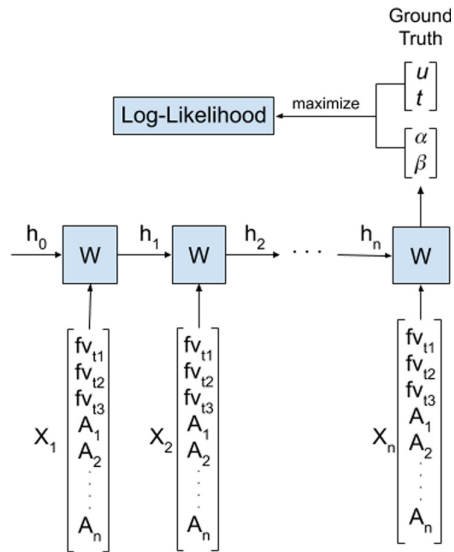 Ground
Truth
u
t
Log-Likelihood
maximize
α
β
h0 h1 h2 . . . hn
W W W
X1 fvt1 fvt2 fvt3 A1 A2 . . . . . . An
X2 fvt1 fvt2 fvt3 A1 A2 . . . . . . An
Xn fvt1 fvt2 fvt3 A1 A2 . . . . . . An